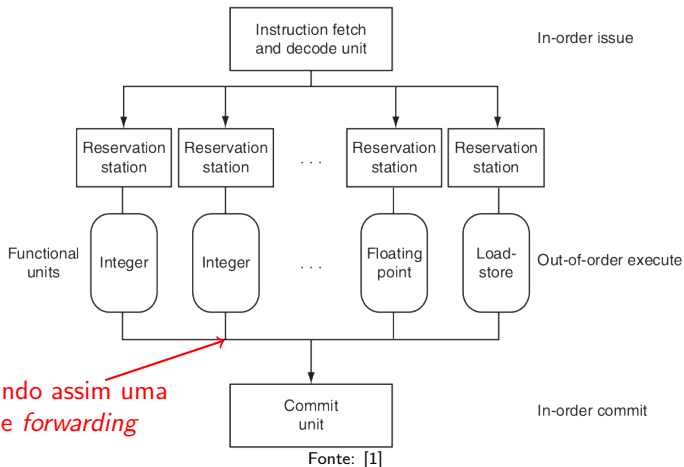 Instruction fetch
and decode unit
In-order issue
Reservation
station
Reservation
station
. . .
Reservation
station
Reservation
station
Functional
units
Integer
Integer
. . .
Floating
point
Load-
store
Out-of-order execute
ndo assim uma
e forwarding
Commit
unit
In-order commit
Fonte: [1]